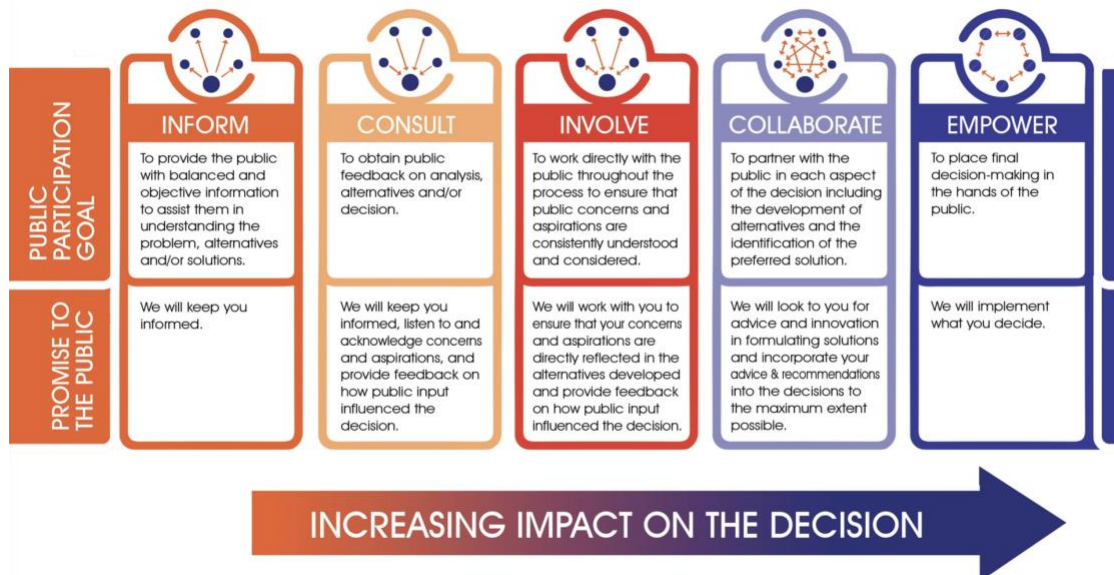 INFORM
CONSULT
INVOLVE
COLLABORATE
EMPOWER
PUBLIC
PARTICIPATION
GOAL
To provide the public
with balanced and
objective information
to assist them in
understanding the
problem, alternatives
and/or solutions.
To obtain public
feedback on analysis,
alternatives and/or
decision.
To work directly with the
public throughout the
process to ensure that
public concerns and
aspirations are
consistently understood
and considered.
To partner with the
public in each aspect
of the decision including
the development of
alternatives and the
identification of the
preferred solution.
To place final
decision-making in
the hands of the
public.
PROMISE TO
THE PUBLIC
We will keep you
informed.
We will keep you
informed, listen to and
acknowledge concerns
and aspirations, and
provide feedback on
how public input
influenced the
decision.
We will work with you to
ensure that your concerns
and aspirations are
directly reflected in the
alternatives developed
and provide feedback
on how public input
influenced the decision.
We will look to you for
advice and innovation
in formulating solutions
and incorporate your
advice & recommendations
into the decisions to
the maximum extent
possible.
We will implement
what you decide.
INCREASING IMPACT ON THE DECISION